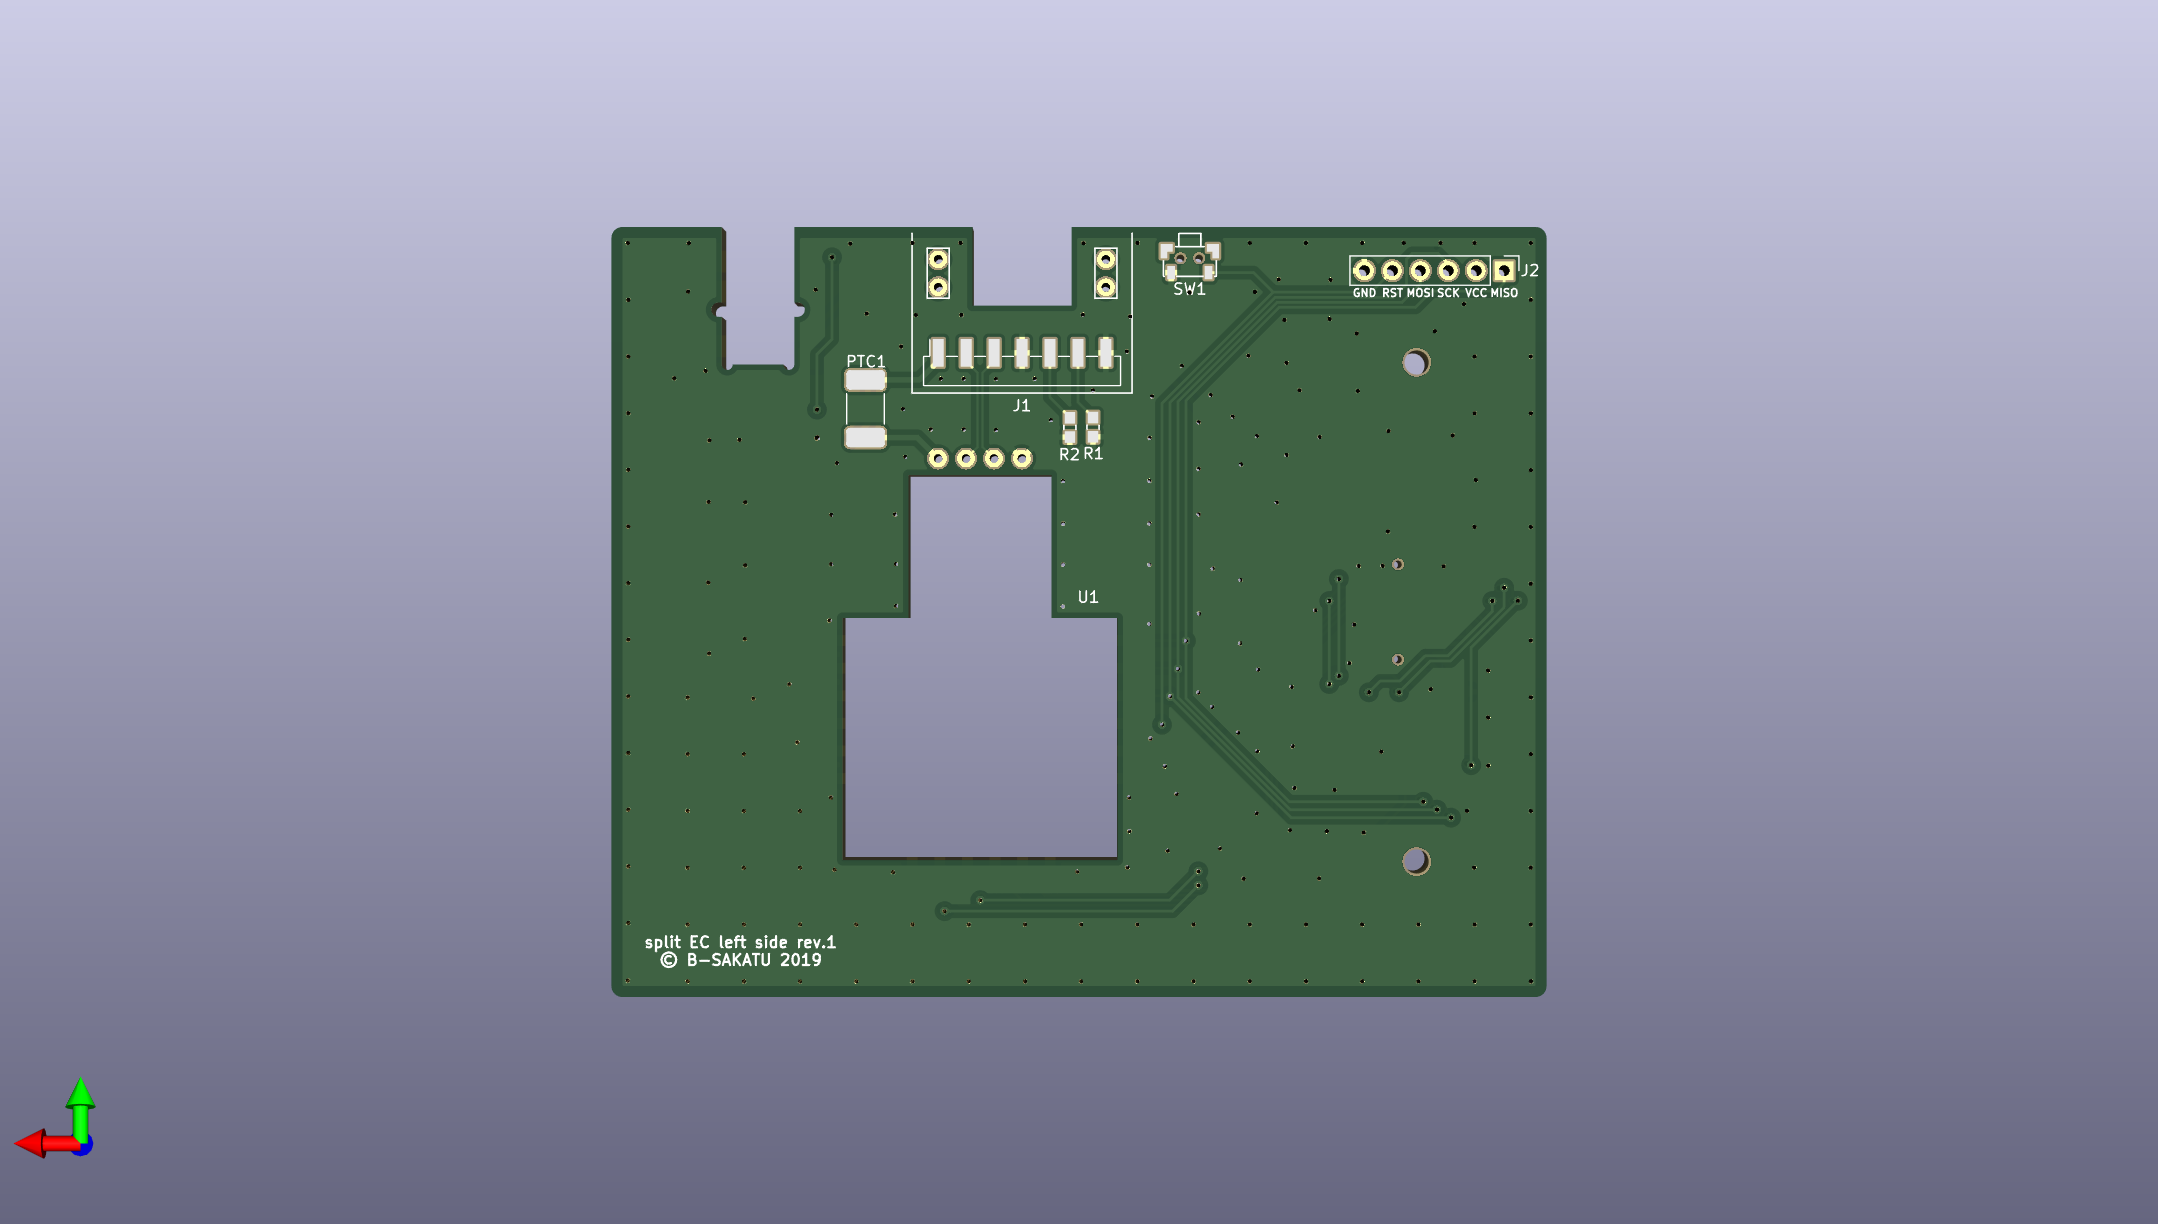 SW1
J2
GND RST MOSI SCK VCC MISO
PTC1
J1
R2 R1
U1
split EC left side rev.1
© B-SAKATU 2019